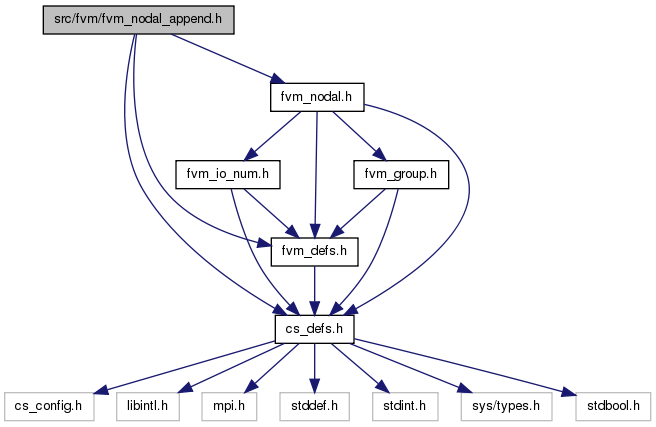 src/fvm/fvm_nodal_append.h
fvm_nodal.h
fvm_io_num.h
fvm_group.h
fvm_defs.h
cs_defs.h
cs_config.h
libintl.h
mpi.h
stddef.h
stdint.h
sys/types.h
stdbool.h